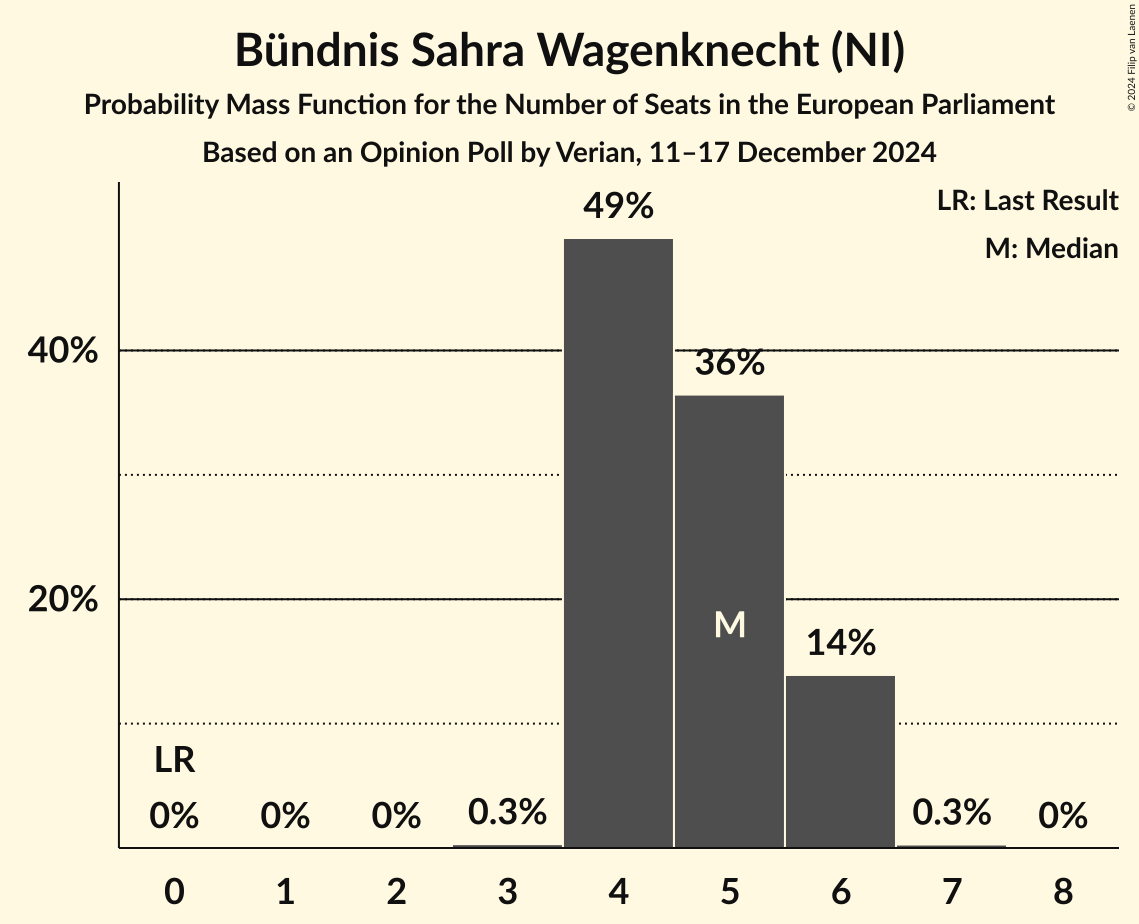 Bündnis Sahra Wagenknecht (NI)
Probability Mass Function for the Number of Seats in the European Parliament
Based on an Opinion Poll by Verian, 11–17 December 2024
© 2024 Filip van Laenen
LR: Last Result
M: Median
49%
40%
36%
20%
M
14%
LR
0%
0%
0%
0.3%
0.3%
0%
0
1
2
3
4
5
6
7
8